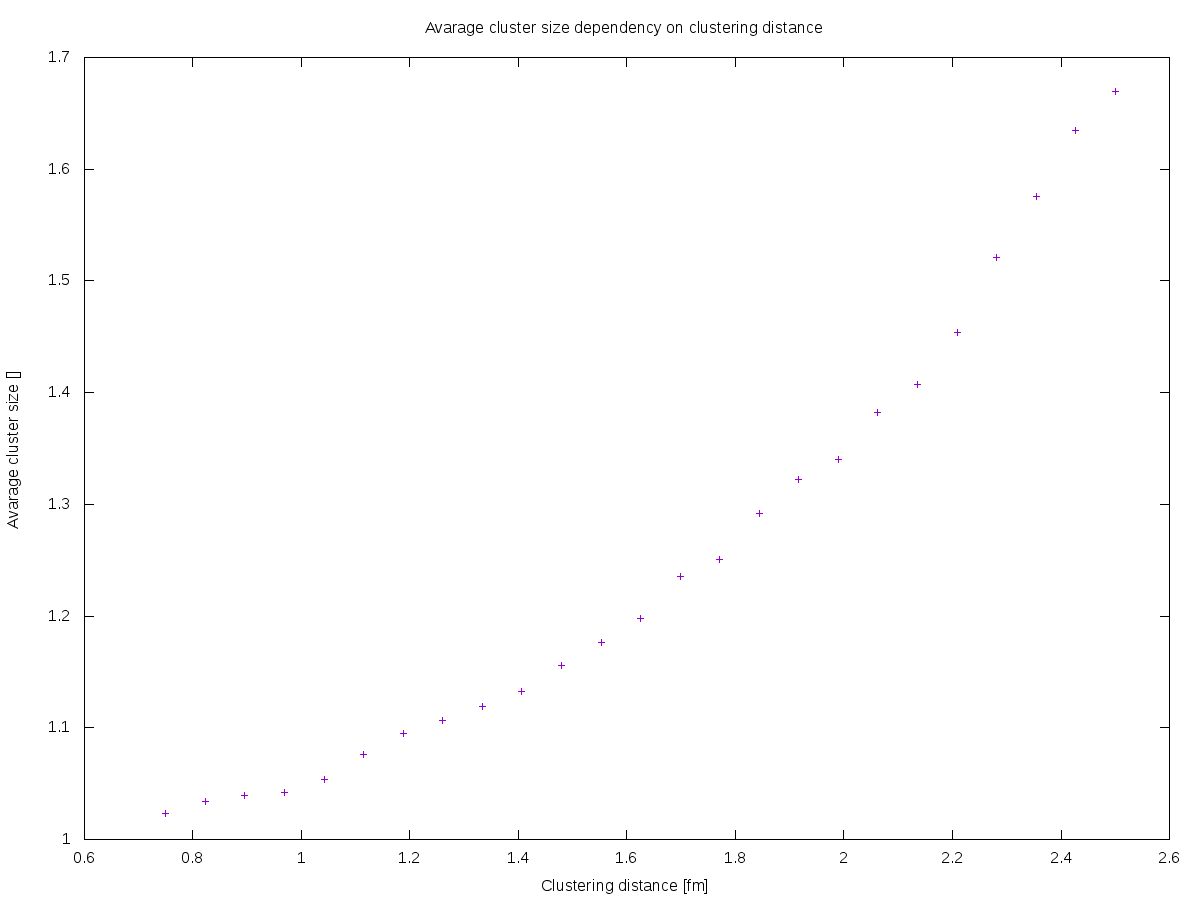 Avarage cluster size dependency on clustering distance
1.7
1.6
1.5
1.4
1.3
1.2
1.1
1
Avarage cluster size []
0.6 0.8 1 1.2 1.4 1.6 1.8 2 2.2 2.4 2.6
Clustering distance [fm]